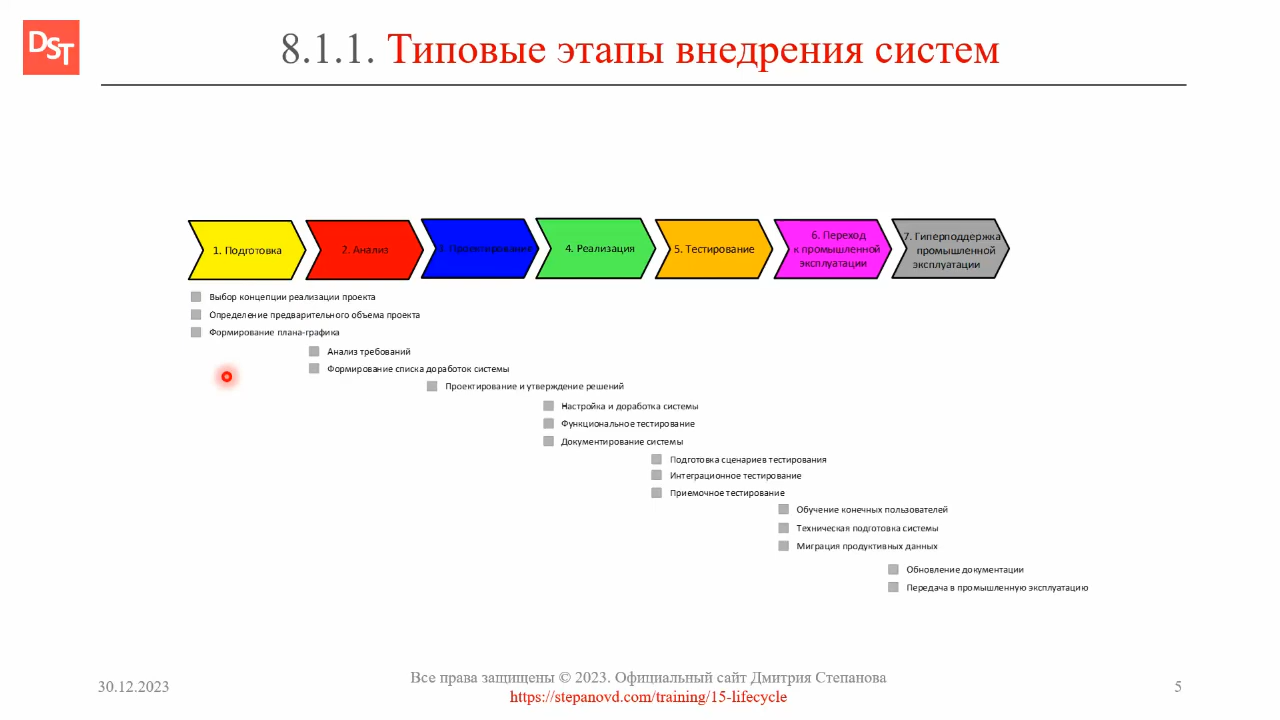 DST
8.1.1. Типовые этапы внедрения систем
1. Подготовка
2. Анализ
3. Проектирование
4. Реализация
5. Тестирование
6. Переход
к промышленной
эксплуатации
7. Гиперподдержка
промышленной
эксплуатации
Выбор концепции реализации проекта
Определение предварительного объема проекта
Формирование плана-графика
Анализ требований
Формирование списка доработок системы
Проектирование и утверждение решений
Настройка и доработка системы
Функциональное тестирование
Документирование системы
Подготовка сценариев тестирования
Интеграционное тестирование
Приемочное тестирование
Обучение конечных пользователей
Техническая подготовка системы
Миграция продуктивных данных
Обновление документации
Передача в промышленную эксплуатацию
30.12.2023
Все права защищены © 2023. Официальный сайт Дмитрия Степанова
https://stepanovd.com/training/15-lifecycle
5